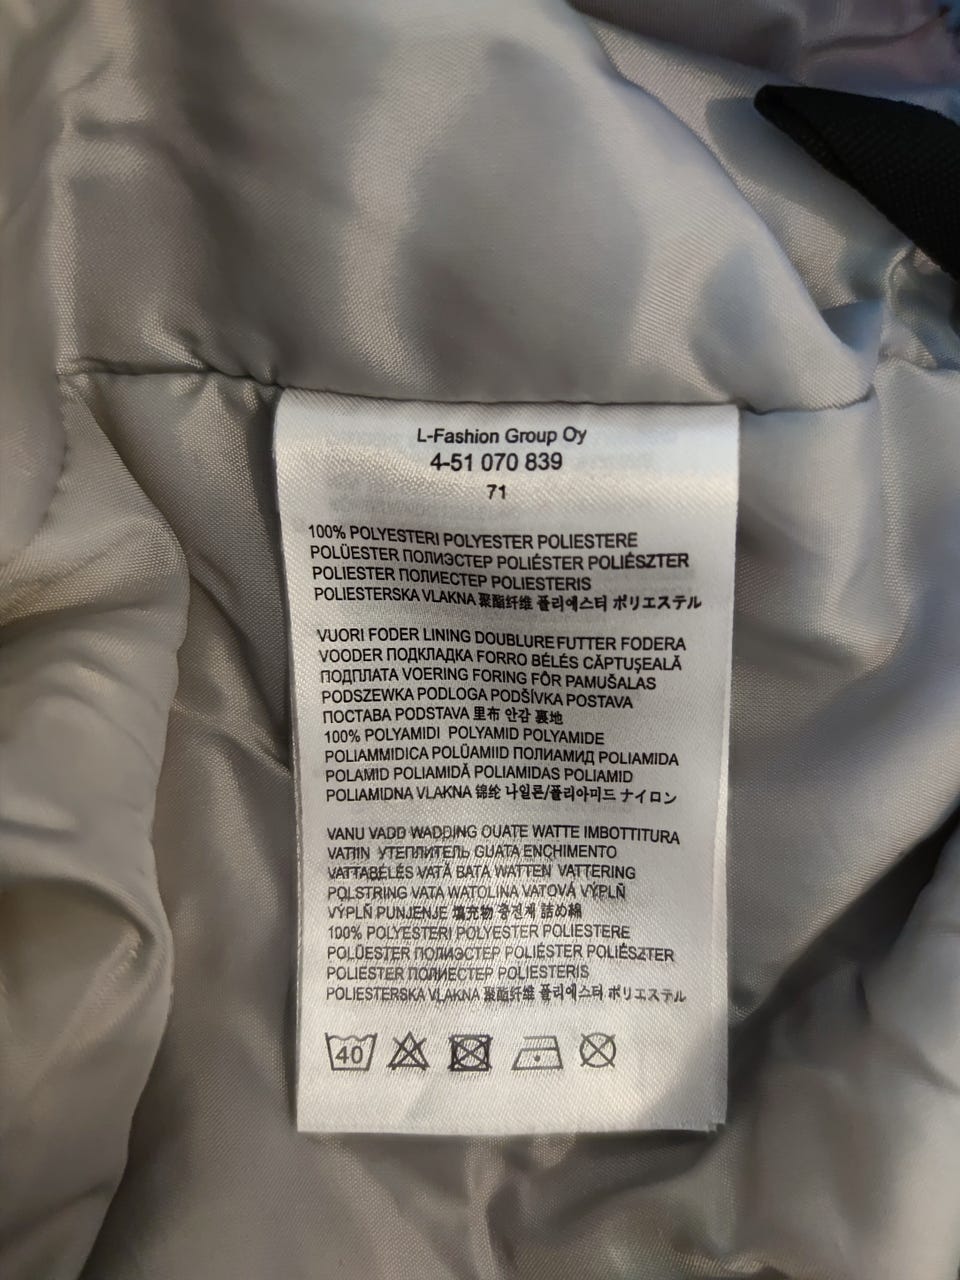 L-Fashion Group Oy
4-51 070 839
71
100% POLYESTERI POLYESTER POLIESTERE
POLÜESTER ПОЛИЭСТЕР POLIÉSTER POLIÉSZTER
POLIESTER ПОЛИЕСТЕР POLIESTERIS
POLIESTERSKA VLAKNA 聚酯纤维 폴리에스터 ポリエステル
VUORI FODER LINING DOUBLURE FUTTER FODERA
VOODER ПОДКЛАДКА FORRO BÉLÉS CĂPTUŞEALĂ
ПОДПЛАТА VOERING FORING FÔR PAMUŠALAS
PODSZEWKA PODLOGA PODŠÍVKA POSTAVA
ПОСТАВА PODSTAVA 里布 안감 裏地
100% POLYAMIDI POLYAMID POLYAMIDE
POLIAMMIDICA POLÜAMIID ПОЛИАМИД POLIAMIDA
POLAMID POLIAMIDĂ POLIAMIDAS POLIAMID
POLIAMIDNA VLAKNA 锦纶 나일론/폴리아미드 ナイロン
VANU VADD WADDING OUATE WATTE IMBOTTITURA
VATIIN УТЕПЛИТЕЛЬ GUATA ENCHIMENTO
VATTABÉLÉS VATĂ ВАТА WATTEN VATTERING
POLSTRING VATA WATOLINA VATOVÁ VÝPLŇ
VÝPLŇ PUNJENJE 填充物 충전재 詰め綿
100% POLYESTERI POLYESTER POLIESTERE
POLÜESTER ПОЛИЭСТЕР POLIÉSTER POLIÉSZTER
POLIESTER ПОЛИЕСТЕР POLIESTERIS
POLIESTERSKA VLAKNA 聚酯纤维 폴리에스터 ポリエステル
40